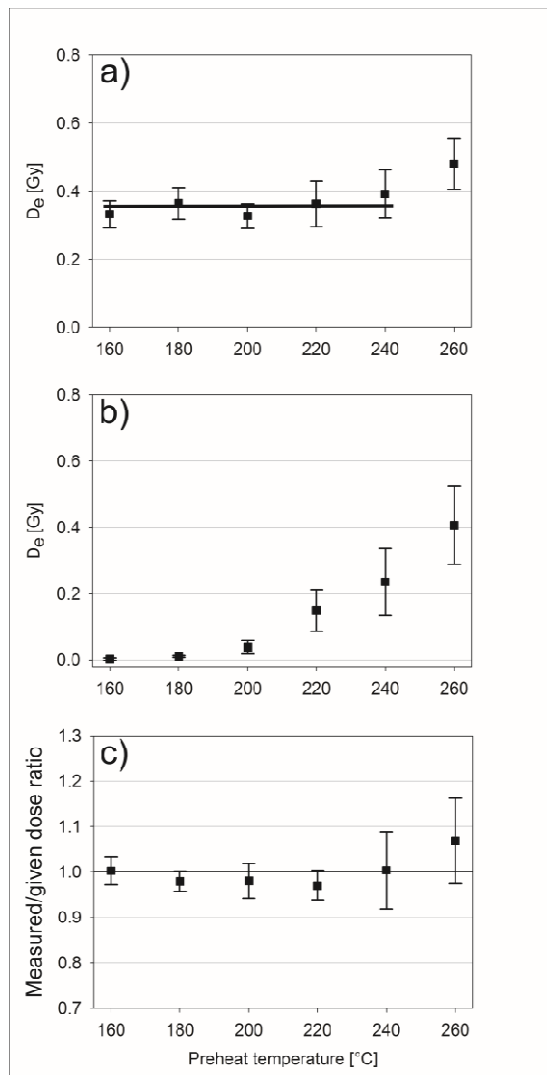 a)
0.8
0.6
0.4
0.2
0.0
De [Gy]
160 180 200 220 240 260
b)
0.8
0.6
0.4
0.2
0.0
De [Gy]
160 180 200 220 240 260
c)
1.3
1.2
1.1
1.0
0.9
0.8
0.7
Measured/given dose ratio
160 180 200 220 240 260
Preheat temperature [°C]